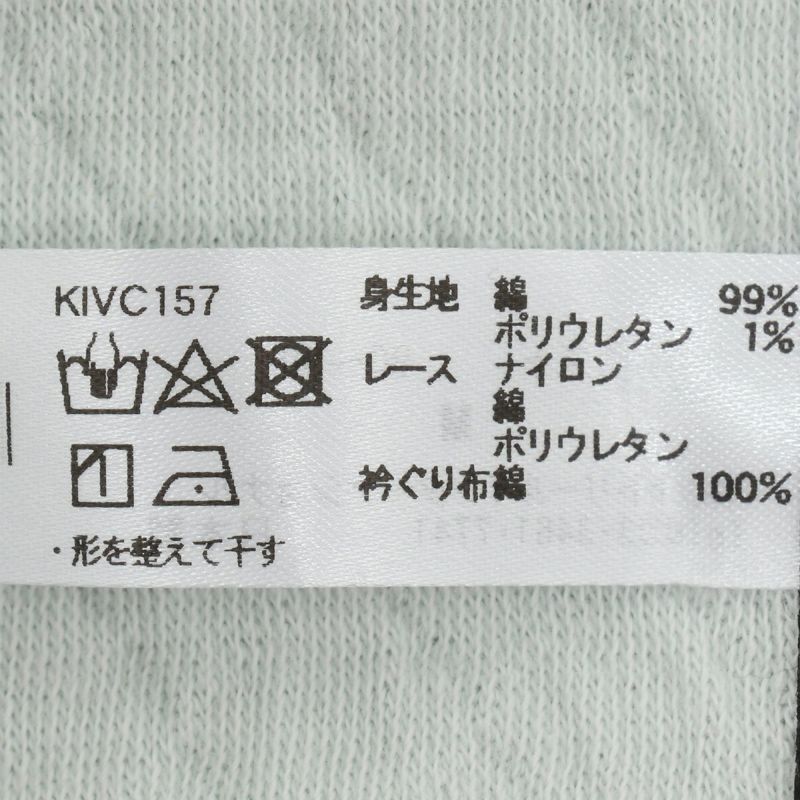 KIVC157
・形を整えて干す
身生地 綿 99%
ポリウレタン 1%
レース ナイロン
綿
ポリウレタン
衿ぐり布 綿 100%